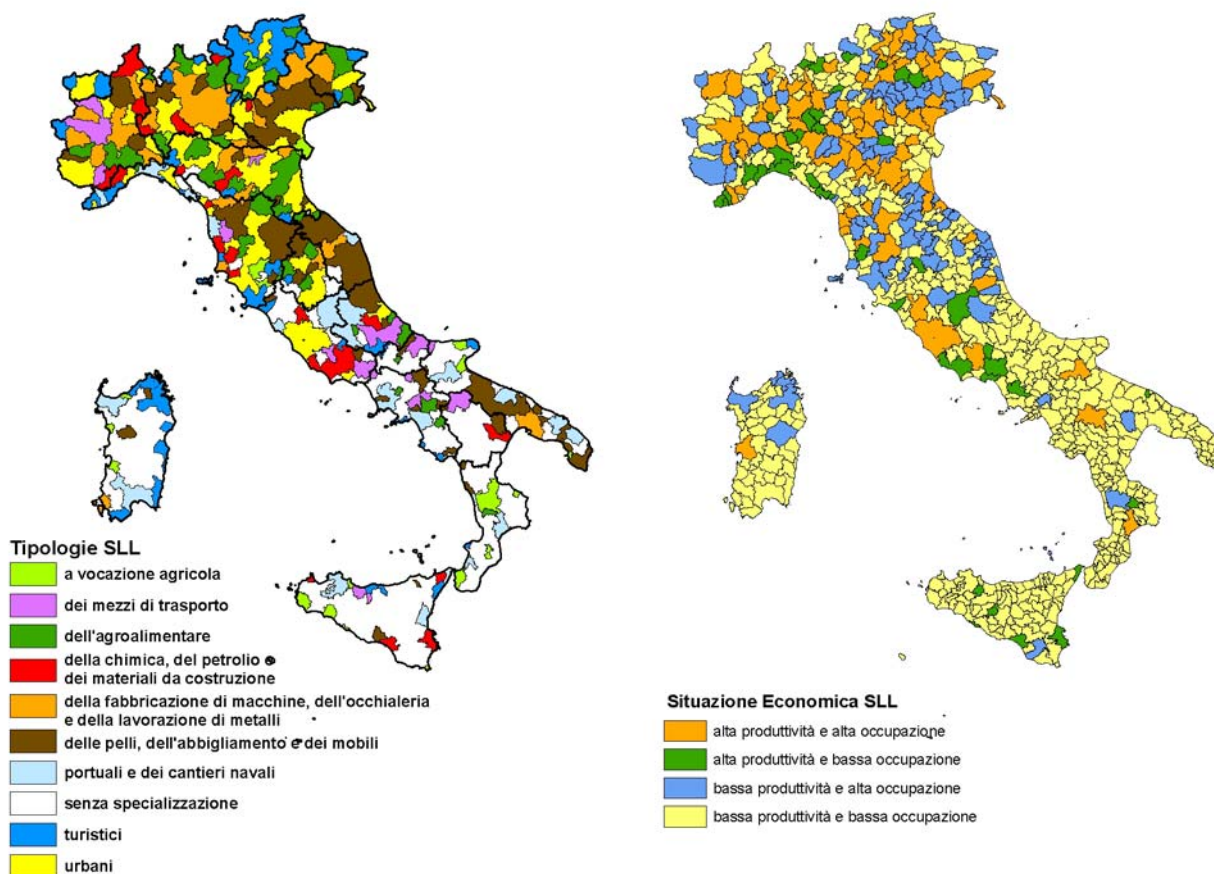 Tipologie SLL
a vocazione agricola
dei mezzi di trasporto
dell'agroalimentare
della chimica, del petrolio e
dei materiali da costruzione
della fabbricazione di macchine, dell'occhialeria
e della lavorazione di metalli
delle pelli, dell'abbigliamento e dei mobili
portuali e dei cantieri navali
senza specializzazione
turistici
urbani
Situazione Economica SLL
alta produttività e alta occupazione
alta produttività e bassa occupazione
bassa produttività e alta occupazione
bassa produttività e bassa occupazione